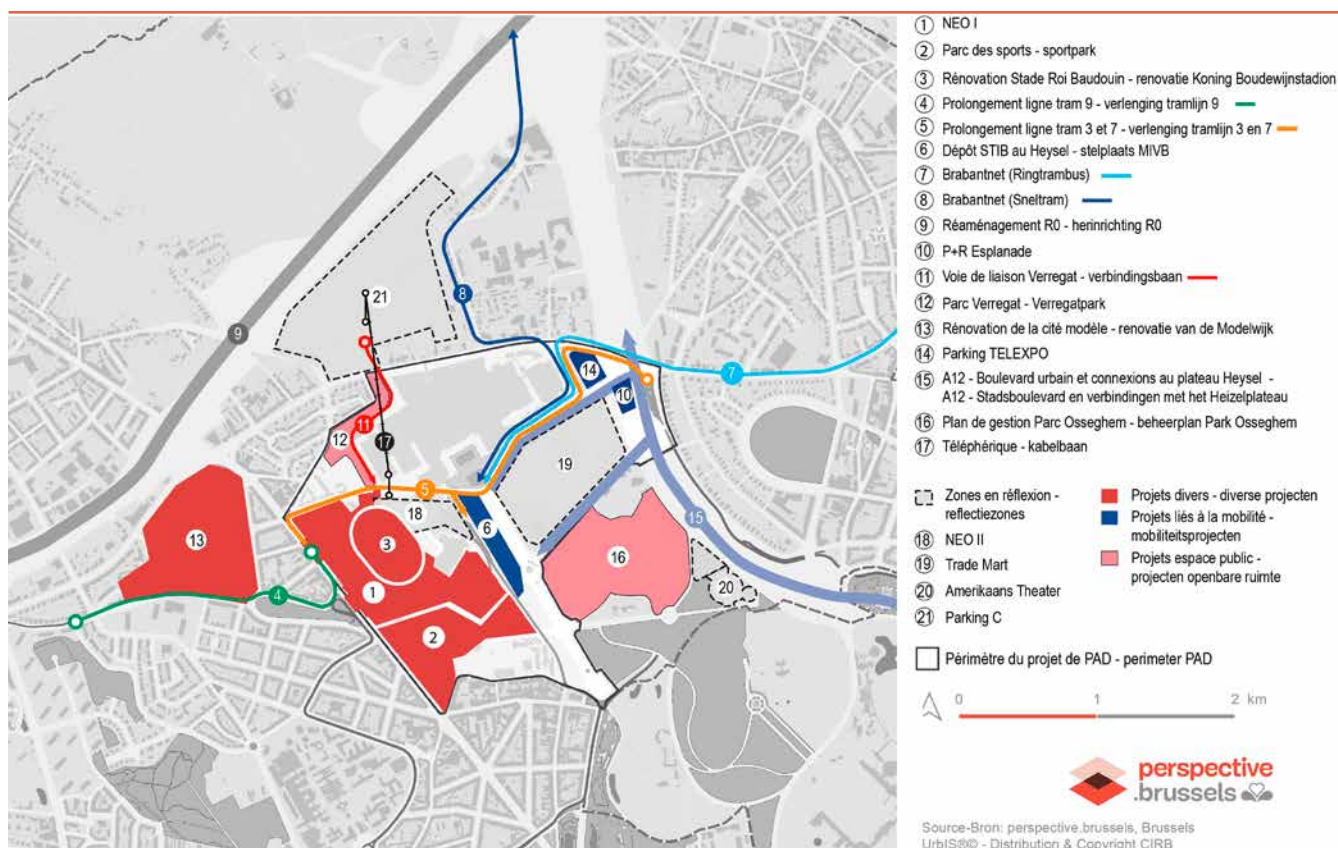 1 NEO I
2 Parc des sports - sportpark
3 Rénovation Stade Roi Baudouin - renovatie Koning Boudewijnstadion
4 Prolongement ligne tram 9 - verlenging tramlijn 9
5 Prolongement ligne tram 3 et 7 - verlenging tramlijn 3 en 7
6 Dépôt STIB au Heysel - stelplaats MIVB
7 Brabantnet (Ringtrambus)
8 Brabantnet (Sneltram)
9 Réaménagement R0 - herinrichting R0
10 P+R Esplanade
11 Voie de liaison Verregat - verbindingsbaan
12 Parc Verregat - Verregatpark
13 Rénovation de la cité modèle - renovatie van de Modelwijk
14 Parking TELEXPO
15 A12 - Boulevard urbain et connexions au plateau Heysel -
A12 - Stadsboulevard en verbindingen met het Heizelplateau
16 Plan de gestion Parc Osseghem - beheerplan Park Osseghem
17 Téléphérique - kabelbaan
Zones en réflexion -
reflectiezones
18 NEO II
19 Trade Mart
20 Amerikaans Theater
21 Parking C
Projets divers - diverse projecten
Projets liés à la mobilité -
mobiliteitsprojecten
Projets espace public -
projecten openbare ruimte
Périmètre du projet de PAD - perimeter PAD
0 1 2 km
perspective
.brussels
Source-Bron: perspective.brussels, Brussels
UrbIS®© - Distribution & Copyright CIRB
21
8
9
7
14
10
11
12
17
19
5
18
6
15
13
3
16
20
4
1
2